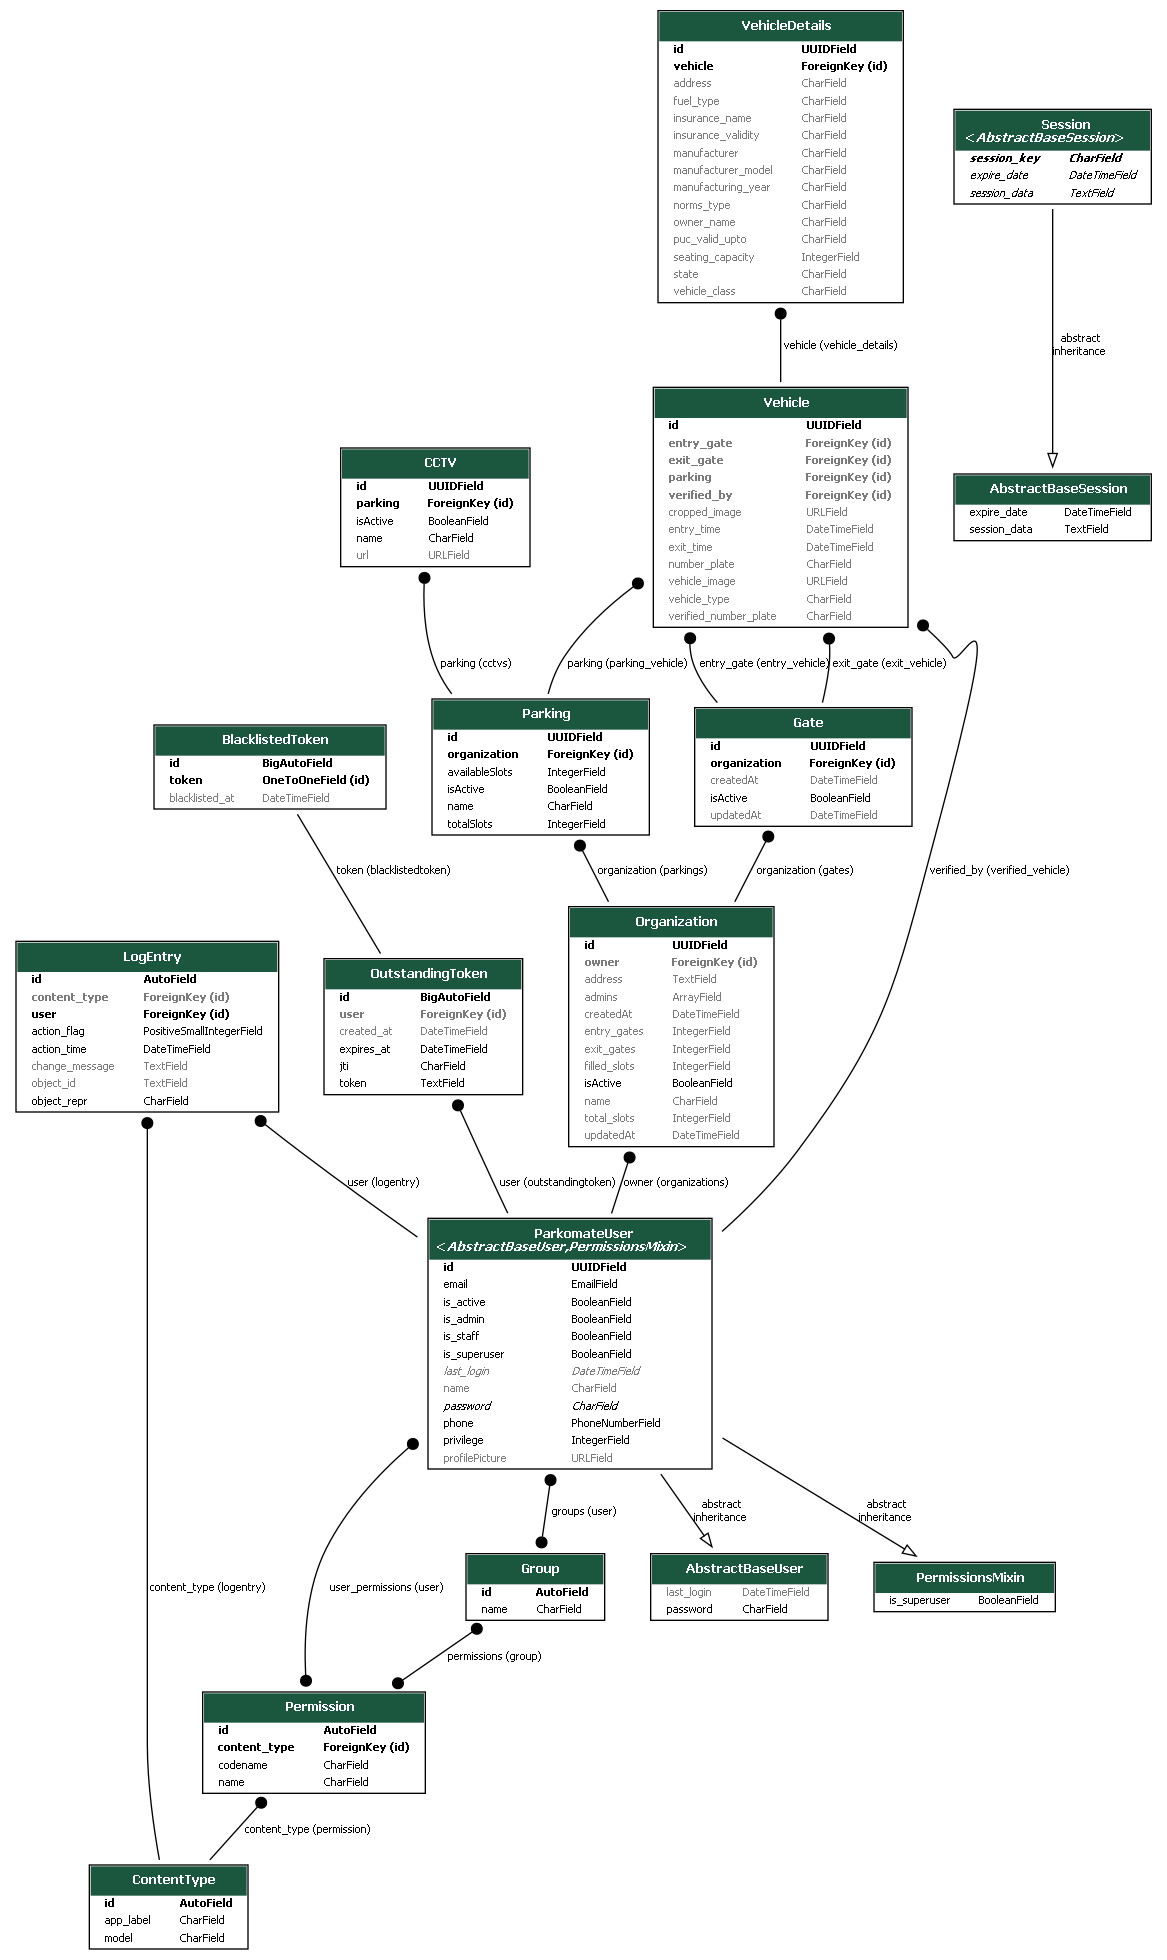 VehicleDetails
id UUIDField
vehicle ForeignKey (id)
address CharField
fuel_type CharField
insurance_name CharField
insurance_validity CharField
manufacturer CharField
manufacturer_model CharField
manufacturing_year CharField
norms_type CharField
owner_name CharField
puc_valid_upto CharField
seating_capacity IntegerField
state CharField
vehicle_class CharField
Session
<AbstractBaseSession>
session_key CharField
expire_date DateTimeField
session_data TextField
vehicle (vehicle_details)
abstract
inheritance
Vehicle
id UUIDField
entry_gate ForeignKey (id)
exit_gate ForeignKey (id)
parking ForeignKey (id)
verified_by ForeignKey (id)
cropped_image URLField
entry_time DateTimeField
exit_time DateTimeField
number_plate CharField
vehicle_image URLField
vehicle_type CharField
verified_number_plate CharField
CCTV
id UUIDField
parking ForeignKey (id)
isActive BooleanField
name CharField
url URLField
AbstractBaseSession
expire_date DateTimeField
session_data TextField
parking (cctvs)
parking (parking_vehicle)
entry_gate (entry_vehicle)
exit_gate (exit_vehicle)
Parking
id UUIDField
organization ForeignKey (id)
availableSlots IntegerField
isActive BooleanField
name CharField
totalSlots IntegerField
Gate
id UUIDField
organization ForeignKey (id)
createdAt DateTimeField
isActive BooleanField
updatedAt DateTimeField
BlacklistedToken
id BigAutoField
token OneToOneField (id)
blacklisted_at DateTimeField
token (blacklistedtoken)
organization (parkings)
organization (gates)
verified_by (verified_vehicle)
Organization
id UUIDField
owner ForeignKey (id)
address TextField
admins ArrayField
createdAt DateTimeField
entry_gates IntegerField
exit_gates IntegerField
filled_slots IntegerField
isActive BooleanField
name CharField
total_slots IntegerField
updatedAt DateTimeField
LogEntry
id AutoField
content_type ForeignKey (id)
user ForeignKey (id)
action_flag PositiveSmallIntegerField
action_time DateTimeField
change_message TextField
object_id TextField
object_repr CharField
OutstandingToken
id BigAutoField
user ForeignKey (id)
created_at DateTimeField
expires_at DateTimeField
jti CharField
token TextField
user (logentry)
user (outstandingtoken)
owner (organizations)
ParkomateUser
<AbstractBaseUser,PermissionsMixin>
id UUIDField
email EmailField
is_active BooleanField
is_admin BooleanField
is_staff BooleanField
is_superuser BooleanField
last_login DateTimeField
name CharField
password CharField
phone PhoneNumberField
privilege IntegerField
profilePicture URLField
groups (user)
abstract
inheritance
abstract
inheritance
content_type (logentry)
user_permissions (user)
Group
id AutoField
name CharField
AbstractBaseUser
last_login DateTimeField
password CharField
PermissionsMixin
is_superuser BooleanField
permissions (group)
Permission
id AutoField
content_type ForeignKey (id)
codename CharField
name CharField
content_type (permission)
ContentType
id AutoField
app_label CharField
model CharField